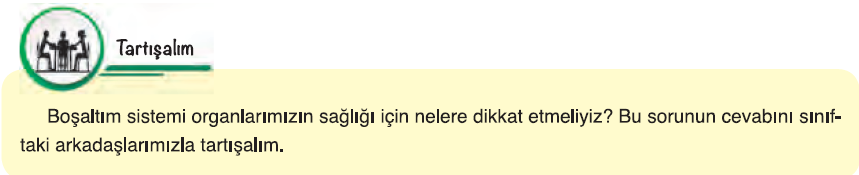 Tartışalım
Boşaltım sistemi organlarımızın sağlığı için nelere dikkat etmeliyiz? Bu sorunun cevabını sınıf-
taki arkadaşlarımızla tartışalım.